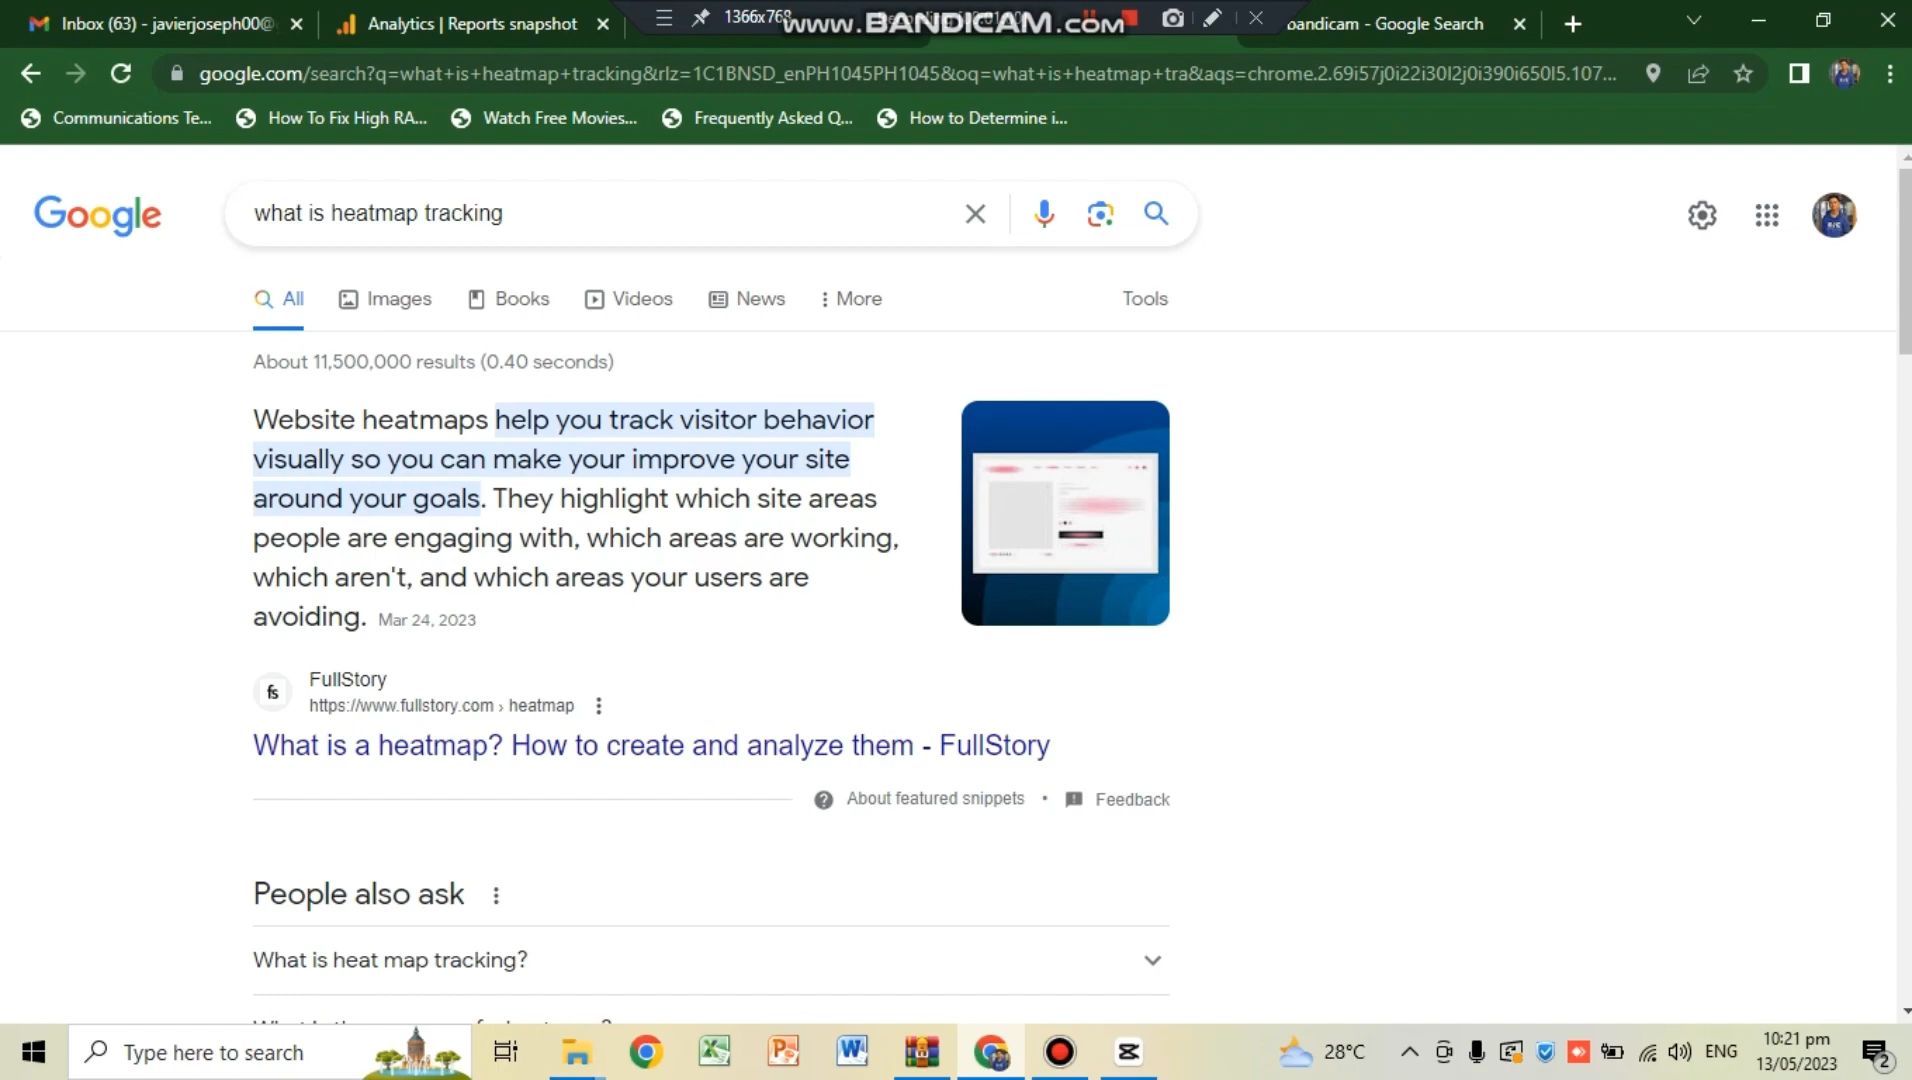 Inbox (63) - javierjoseph00@
Analytics | Reports snapshot
1366x768
www.BANDICAM.com
bandicam - Google Search
google.com/search?q=what+is+heatmap+tracking&rlz=1C1BNSD_enPH1045PH1045&oq=what+is+heatmap+tra&aqs=chrome.2.69i57j0i22i30l2j0i390i650l5.107...
Communications Te...
How To Fix High RA...
Watch Free Movies...
Frequently Asked Q...
How to Determine i...
Google
what is heatmap tracking
All
Images
Books
Videos
News
More
Tools
About 11,500,000 results (0.40 seconds)
Website heatmaps help you track visitor behavior
visually so you can make your improve your site
around your goals. They highlight which site areas
people are engaging with, which areas are working,
which aren't, and which areas your users are
avoiding. Mar 24, 2023
fs
FullStory
https://www.fullstory.com › heatmap
What is a heatmap? How to create and analyze them - FullStory
About featured snippets • Feedback
People also ask
What is heat map tracking?
Type here to search
28°C
ENG
10:21 pm
13/05/2023
2